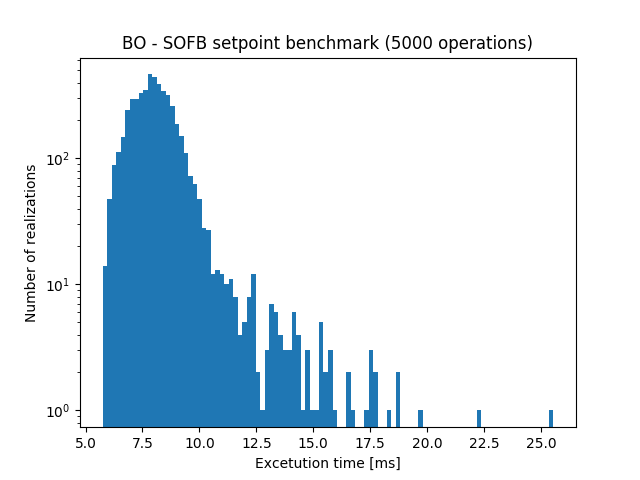 BO - SOFB setpoint benchmark (5000 operations)
Number of realizations
10²
10¹
10⁰
5.0 7.5 10.0 12.5 15.0 17.5 20.0 22.5 25.0
Excetution time [ms]